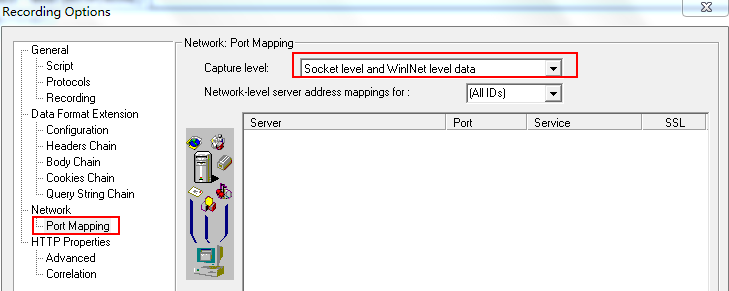 Recording Options
General
Script
Protocols
Recording
Data Format Extension
Configuration
Headers Chain
Body Chain
Cookies Chain
Query String Chain
Network
Port Mapping
HTTP Properties
Advanced
Correlation
Network: Port Mapping
Capture level: Socket level and WinINet level data
Network-level server address mappings for : (All IDs)
Server Port Service SSL